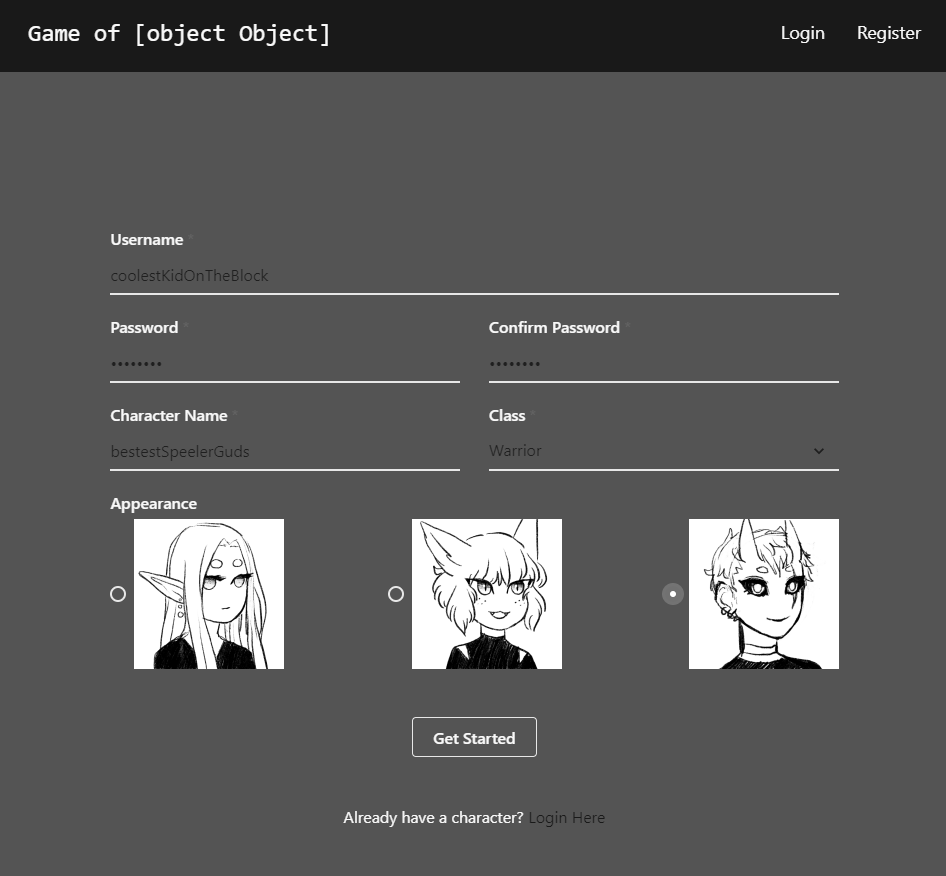 Game of [object Object]
Login Register
Username *
coolestKidOnTheBlock
Password * Confirm Password *
•••••••• ••••••••
Character Name * Class *
bestestSpeelerGuds Warrior
Appearance
Get Started
Already have a character? Login Here